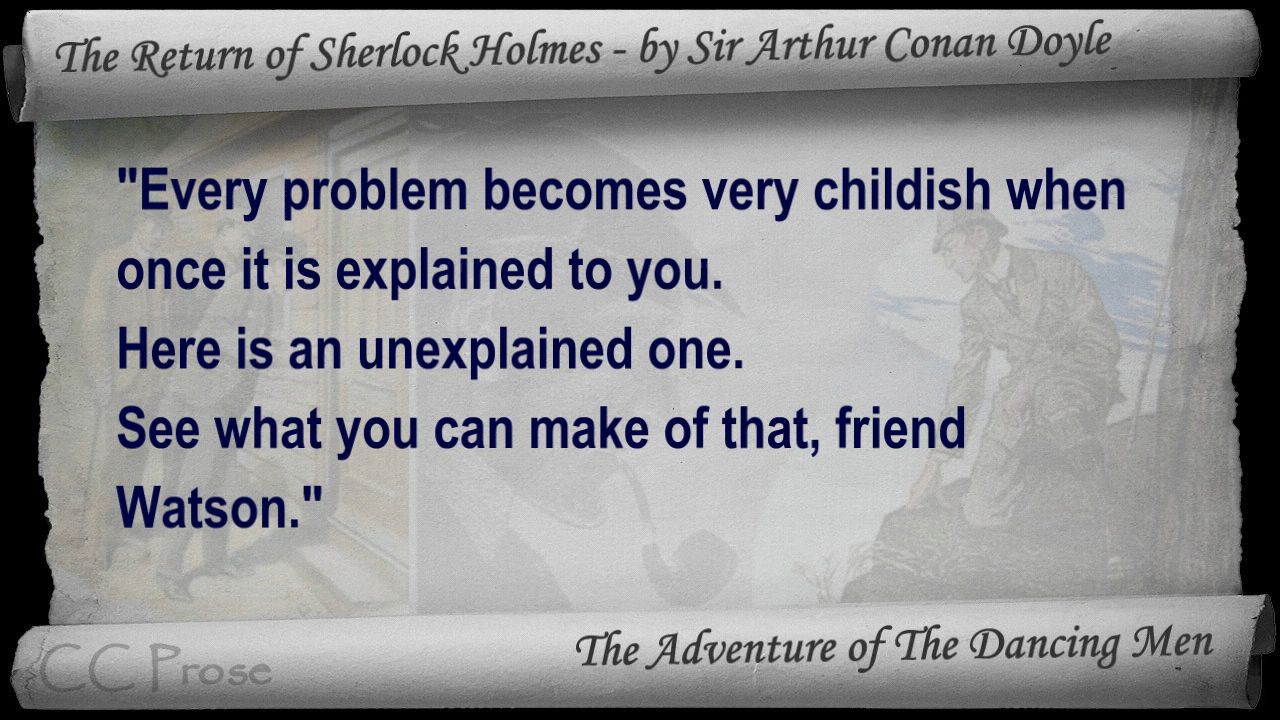 The Return of Sherlock Holmes - by Sir Arthur Conan Doyle
"Every problem becomes very childish when
once it is explained to you.
Here is an unexplained one.
See what you can make of that, friend
Watson."
The Adventure of The Dancing Men
CC Prose